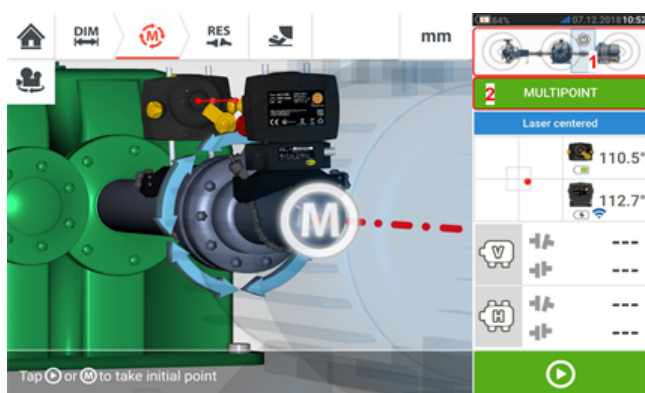 DIM
RES
mm
84%
07.12.2018 10:52
1
2 MULTIPOINT
Laser centered
110.5°
112.7°
M
V
---
---
H
---
---
Tap or M to take initial point